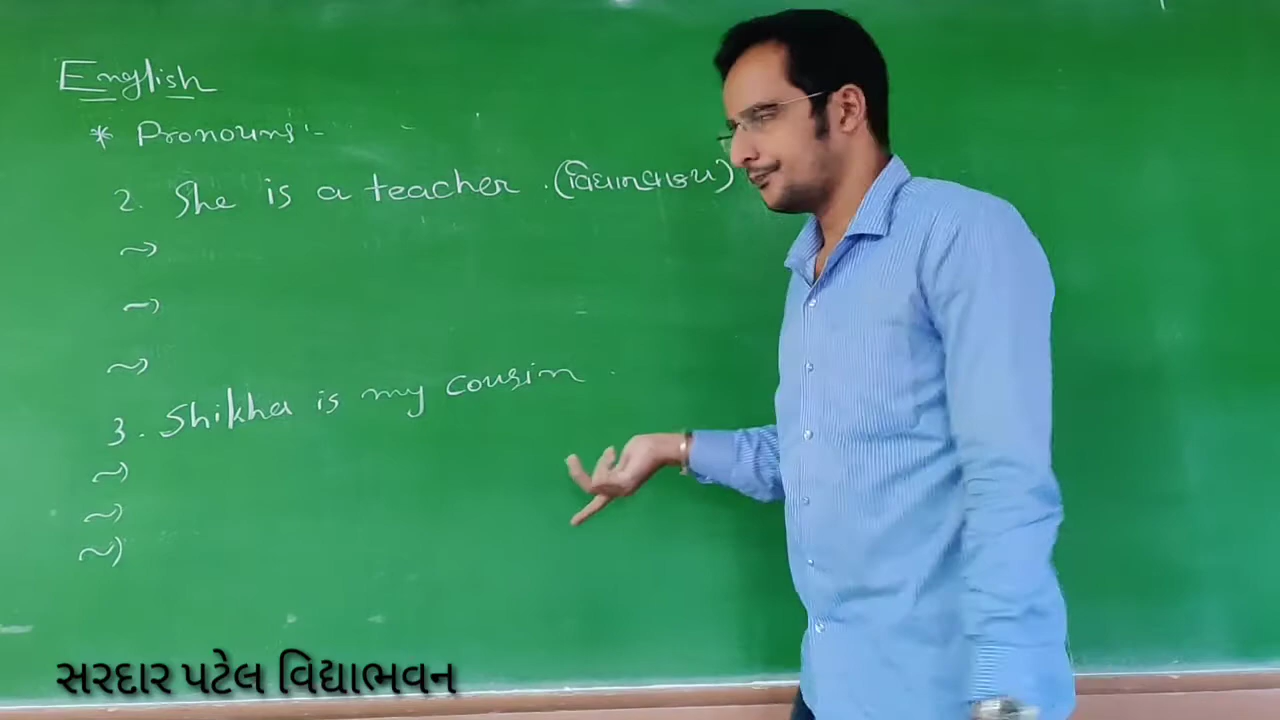 English
* Pronouns :-
2. She is a teacher . (વિધાનવાક્ય)
~)
~)
~)
3. Shikha is my cousin .
~)
~)
~)
સરદાર પટેલ વિદ્યાભવન